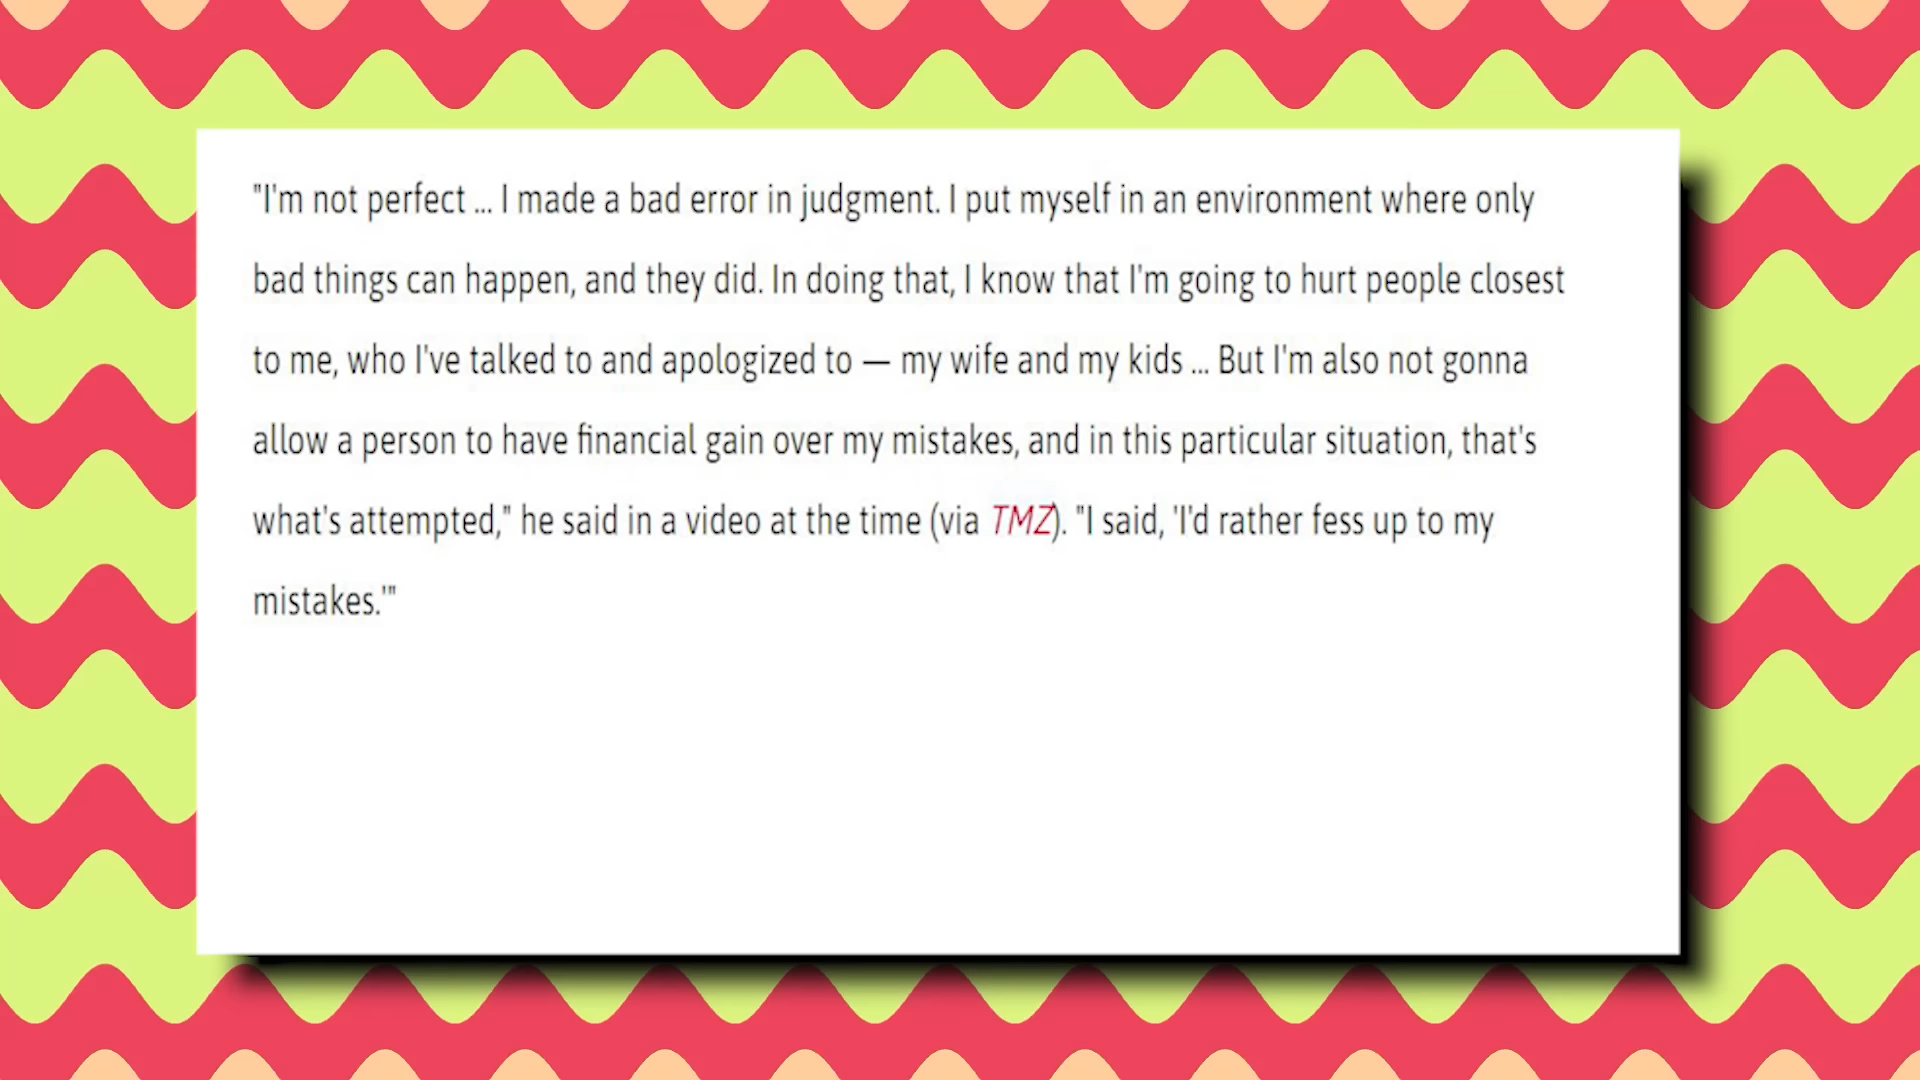 "I'm not perfect ... I made a bad error in judgment. I put myself in an environment where only
bad things can happen, and they did. In doing that, I know that I'm going to hurt people closest
to me, who I've talked to and apologized to — my wife and my kids ... But I'm also not gonna
allow a person to have financial gain over my mistakes, and in this particular situation, that's
what's attempted," he said in a video at the time (via TMZ). "I said, 'I'd rather fess up to my
mistakes.'"